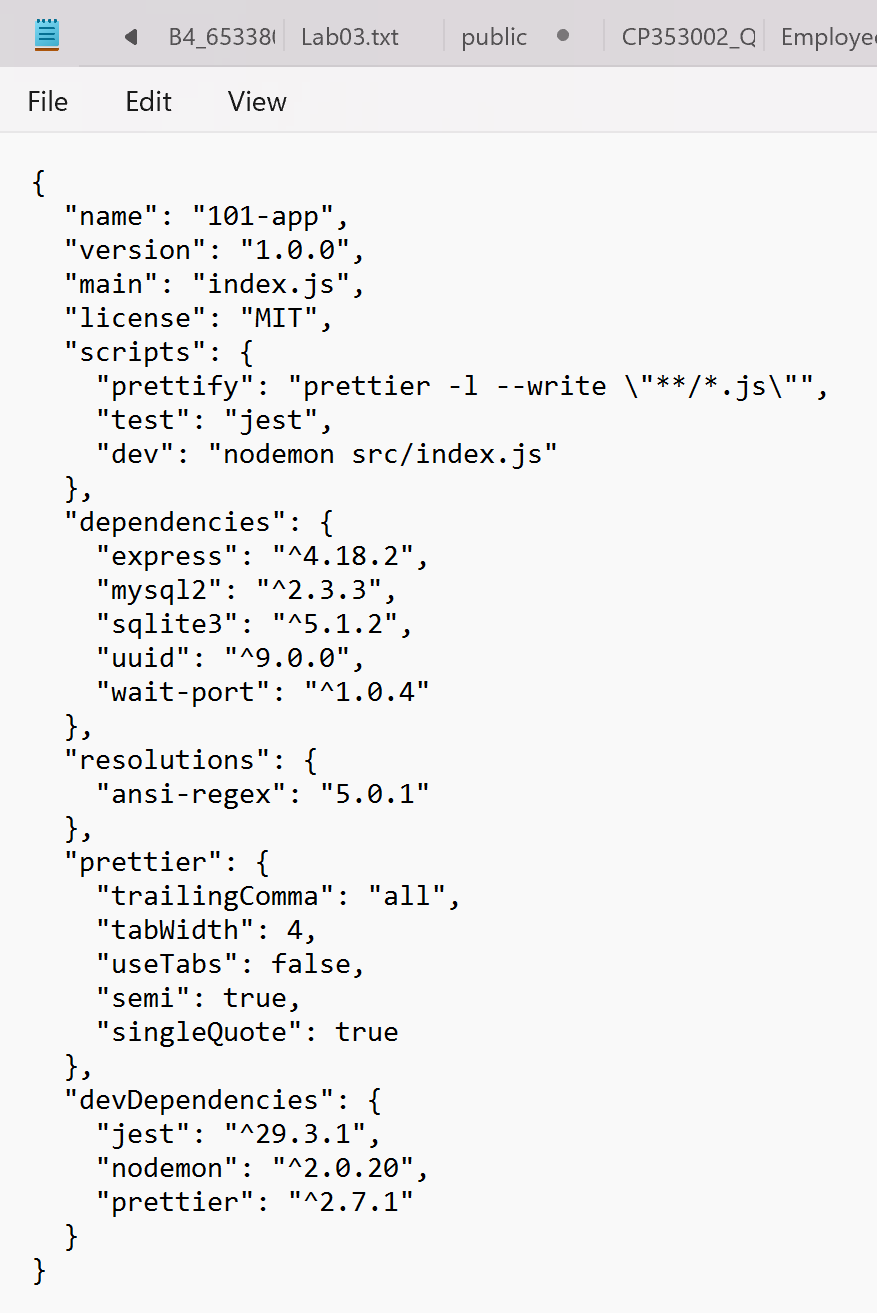 Lab03.txt
public
File Edit View
{
  "name": "101-app",
  "version": "1.0.0",
  "main": "index.js",
  "license": "MIT",
  "scripts": {
    "prettify": "prettier -l --write \"**/*.js\"",
    "test": "jest",
    "dev": "nodemon src/index.js"
  },
  "dependencies": {
    "express": "^4.18.2",
    "mysql2": "^2.3.3",
    "sqlite3": "^5.1.2",
    "uuid": "^9.0.0",
    "wait-port": "^1.0.4"
  },
  "resolutions": {
    "ansi-regex": "5.0.1"
  },
  "prettier": {
    "trailingComma": "all",
    "tabWidth": 4,
    "useTabs": false,
    "semi": true,
    "singleQuote": true
  },
  "devDependencies": {
    "jest": "^29.3.1",
    "nodemon": "^2.0.20",
    "prettier": "^2.7.1"
  }
}